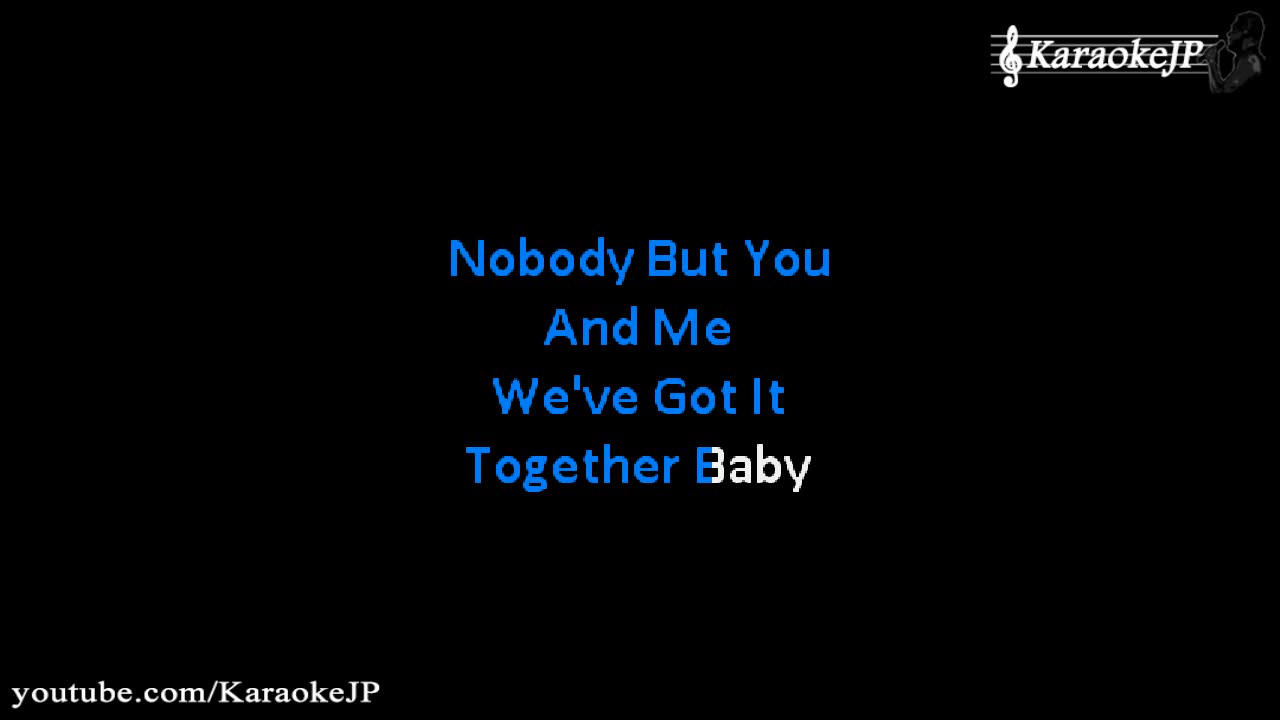 KaraokeJP
Nobody But You
And Me
We've Got It
Together Baby
youtube.com/KaraokeJP